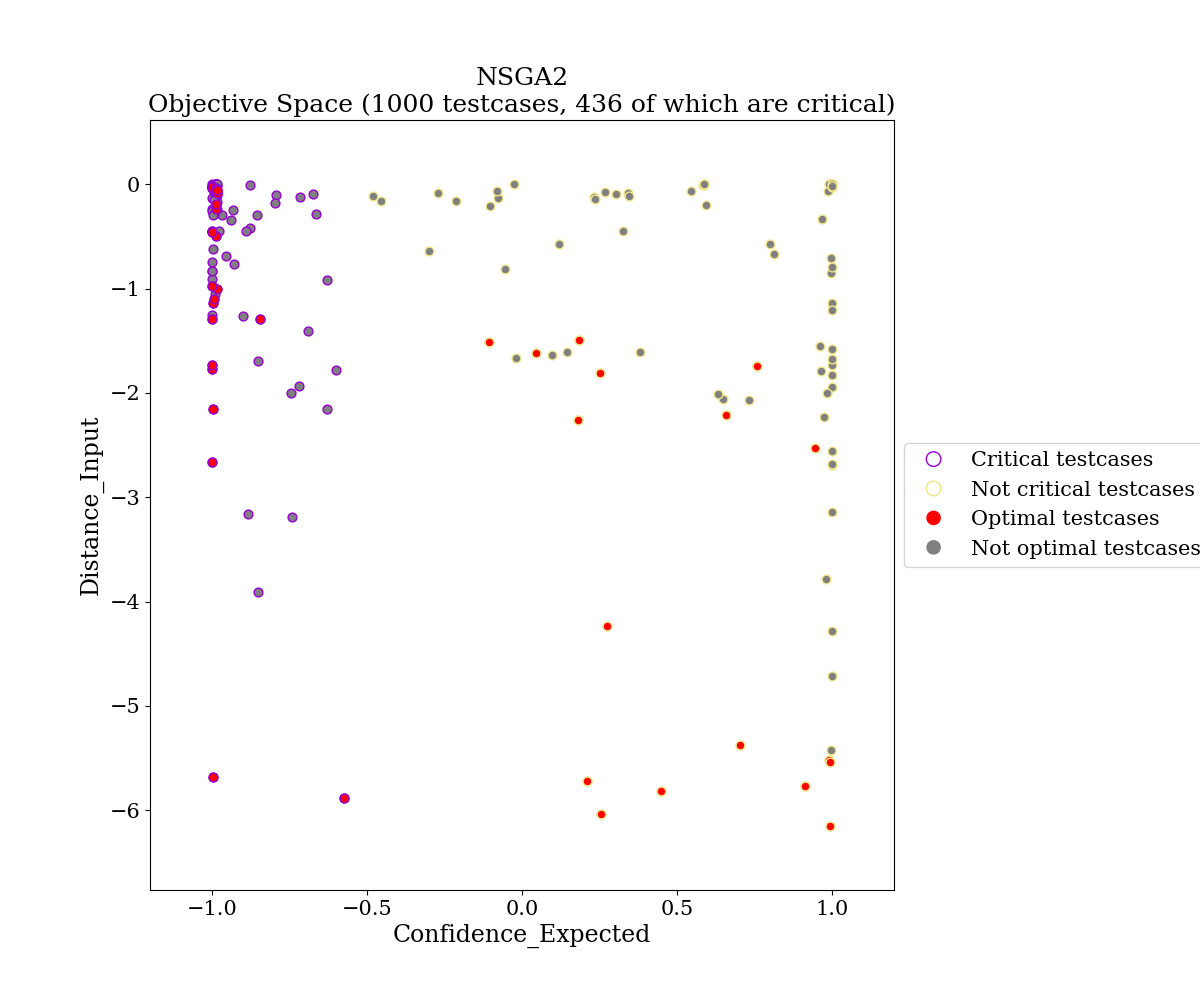 NSGA2
Objective Space (1000 testcases, 436 of which are critical)
0
−1
−2
−3
−4
−5
−6
Distance_Input
−1.0
−0.5
0.0
0.5
1.0
Confidence_Expected
Critical testcases
Not critical testcases
Optimal testcases
Not optimal testcases